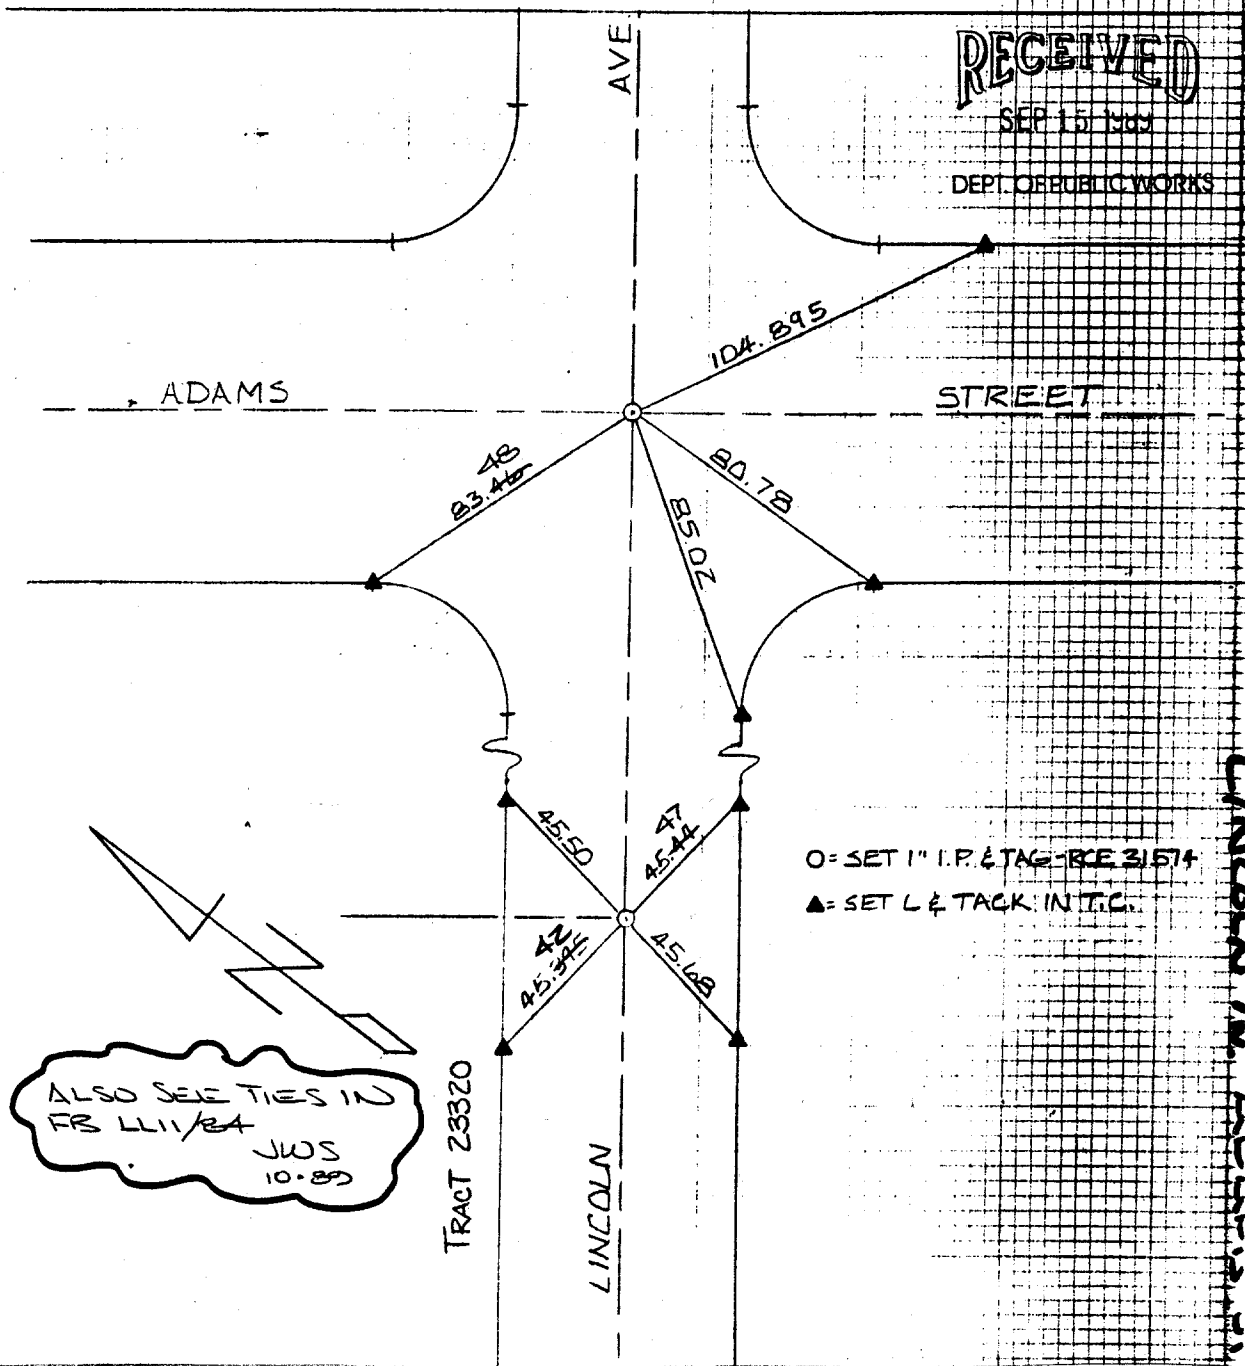 AVE.
RECEIVED
SEP 15 1989
DEPT. OF PUBLIC WORKS
104.895
ADAMS
STREET
48
83.46
80.78
85.02
45.50
47
45.44
O= SET 1" I.P. & TAG-RCE 31574
▲= SET L & TACK IN T.C.
42
45.395
45.68
ALSO SEE TIES IN
FB LL11/84
JWS
10-89
TRACT 23320
LINCOLN